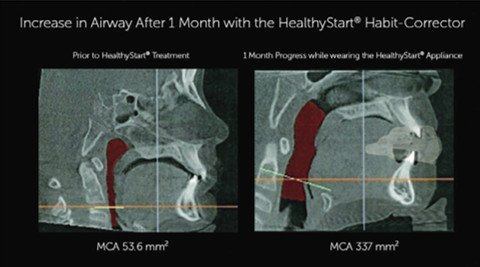 Increase in Airway After 1 Month with the HealthyStart® Habit-Corrector
Prior to HealthyStart® Treatment
1 Month Progress while wearing the HealthyStart® Appliance
MCA 53.6 mm²
MCA 337 mm²